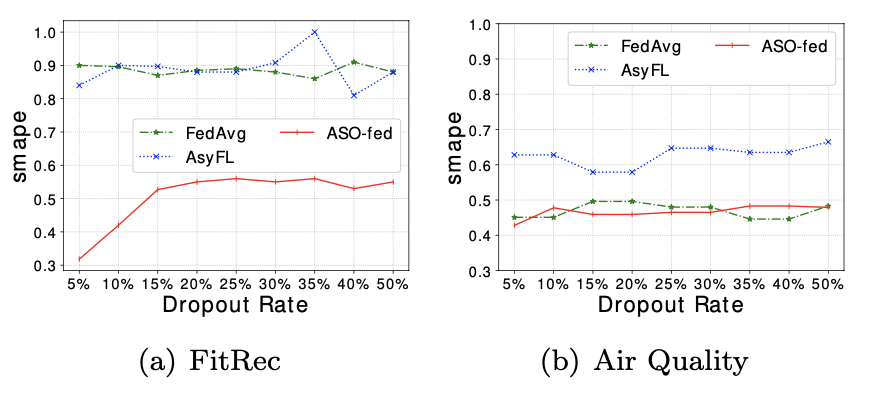 1.0
0.9
0.8
0.7
0.6
0.5
0.4
0.3
smape
FedAvg
AsyFL
ASO-fed
5% 10% 15% 20% 25% 30% 35% 40% 50%
Dropout Rate
(a) FitRec
1.0
0.9
0.8
0.7
0.6
0.5
0.4
0.3
smape
FedAvg
AsyFL
ASO-fed
5% 10% 15% 20% 25% 30% 35% 40% 50%
Dropout Rate
(b) Air Quality